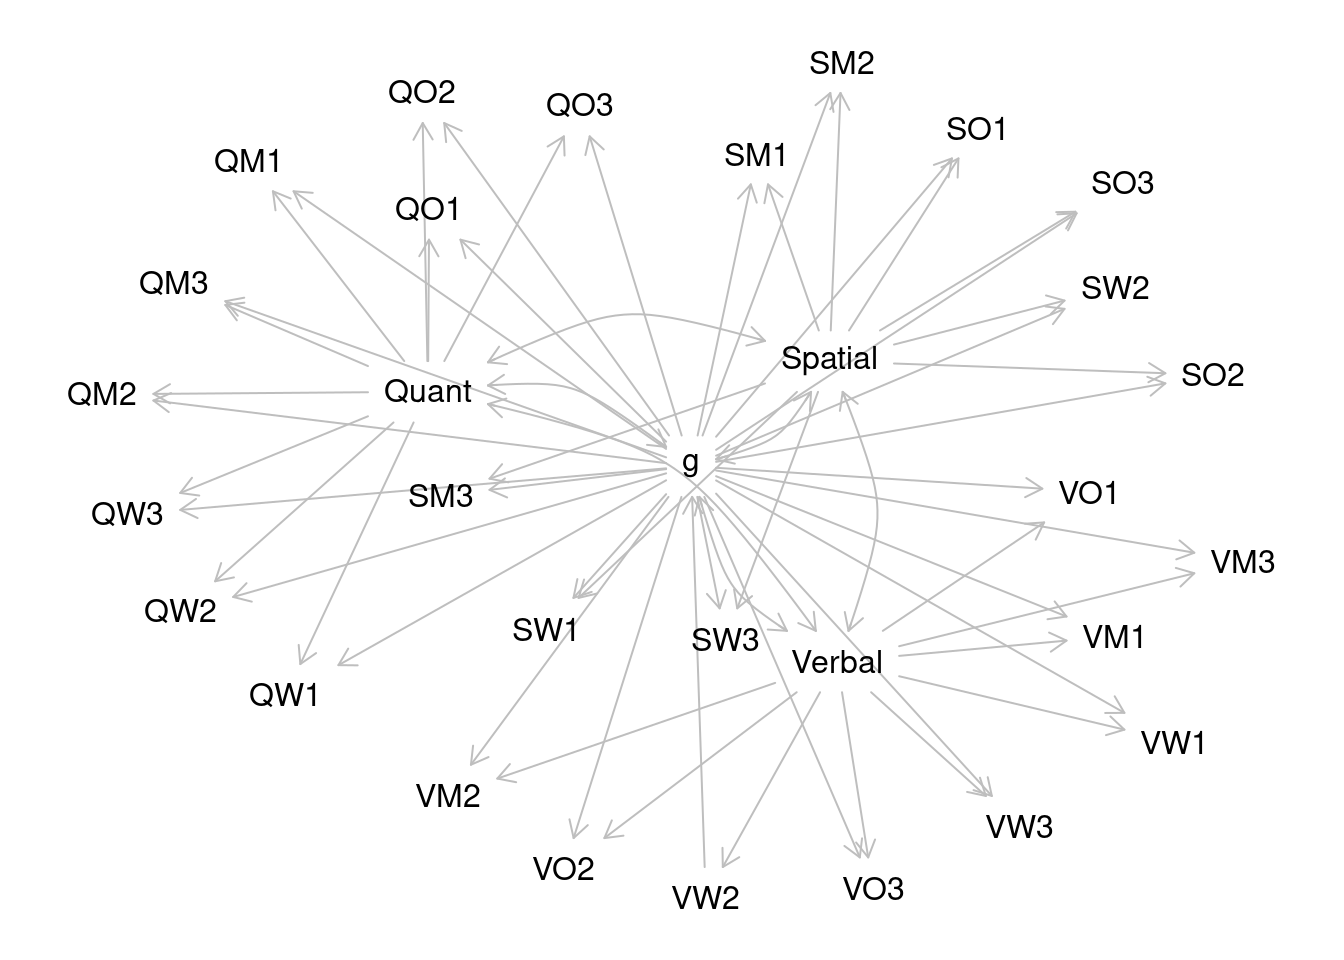 SM2
QO2
QO3
SO1
SM1
QM1
SO3
QO1
QM3
SW2
Spatial
SO2
Quant
QM2
g
VO1
SM3
QW3
VM3
QW2
SW1
VM1
SW3
Verbal
QW1
VW1
VM2
VW3
VO2
VO3
VW2